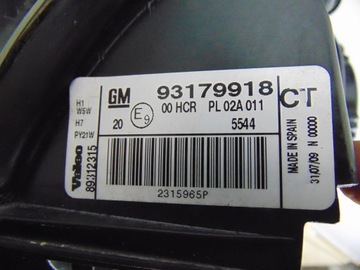 H1
W5W
H7
PY21W
GM 93179918
00 HCR PL 02A 011
20 E9 5544
CT
Valeo
89312315
2315965P
MADE IN SPAIN
31/07/09 N 00000